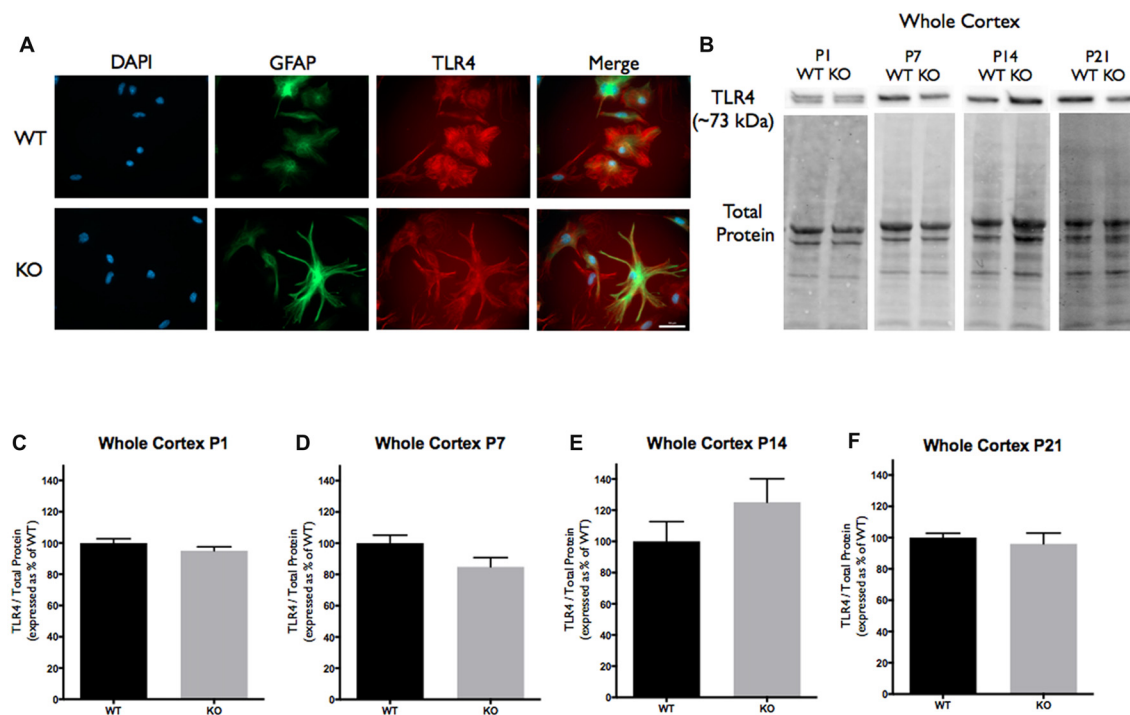 A
DAPI GFAP TLR4 Merge
WT
KO
Whole Cortex
B
P1 P7 P14 P21
WT KO WT KO WT KO WT KO
TLR4
(~73 kDa)
Total
Protein
C
Whole Cortex P1
TLR4 / Total Protein
(expressed as % of WT)
140
120
100
80
60
40
20
0
WT KO
D
Whole Cortex P7
TLR4 / Total Protein
(expressed as % of WT)
140
120
100
80
60
40
20
0
WT KO
E
Whole Cortex P14
TLR4 / Total Protein
(expressed as % of WT)
140
120
100
80
60
40
20
0
WT KO
F
Whole Cortex P21
TLR4 / Total Protein
(expressed as % of WT)
140
120
100
80
60
40
20
0
WT KO